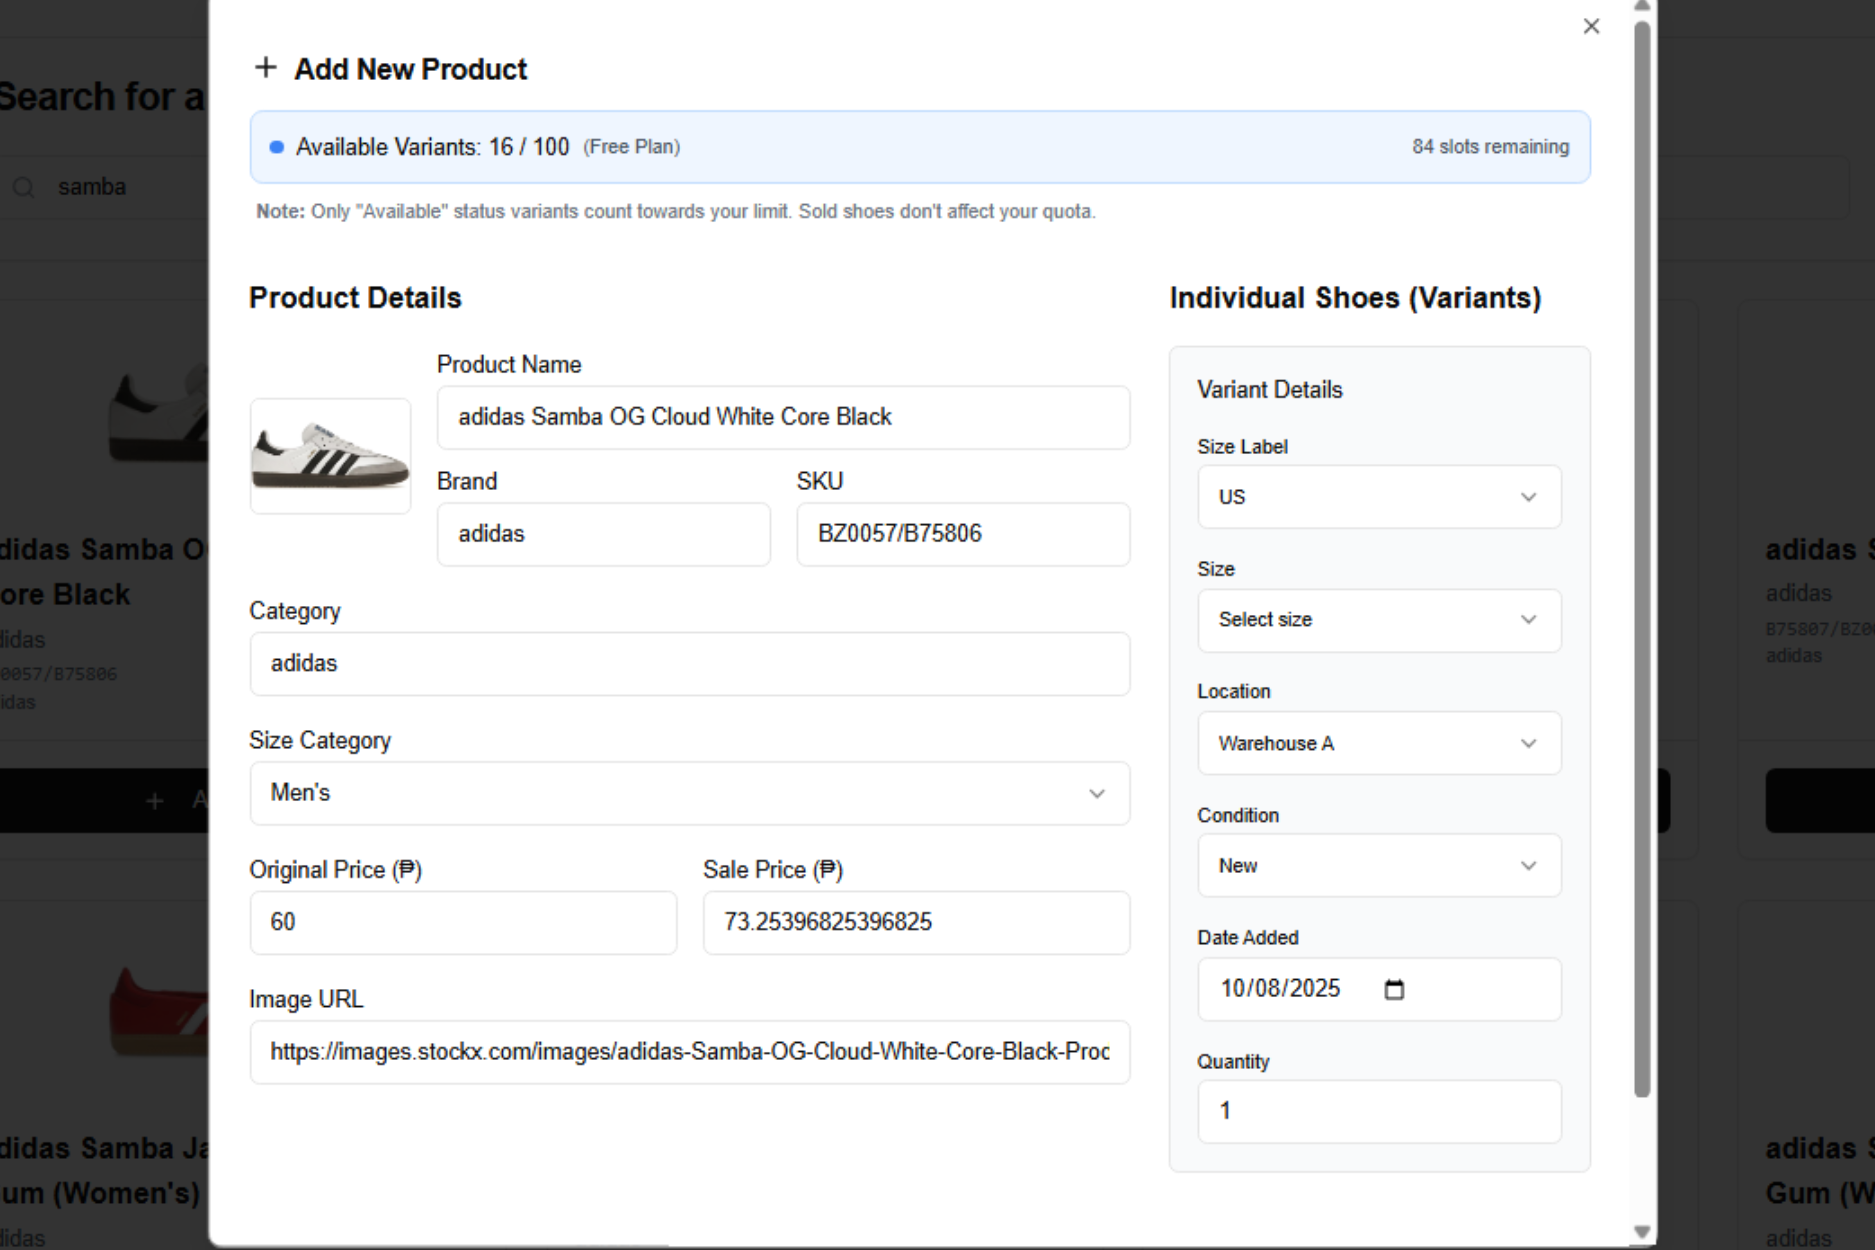 Search for a
samba
Add New Product
Available Variants: 16 / 100 (Free Plan)
84 slots remaining
Note: Only "Available" status variants count towards your limit. Sold shoes don't affect your quota.
Product Details
Product Name
adidas Samba OG Cloud White Core Black
Brand
SKU
adidas
BZ0057/B75806
Category
adidas
Size Category
Men's
Original Price (₱)
Sale Price (₱)
60
73.25396825396825
Image URL
https://images.stockx.com/images/adidas-Samba-OG-Cloud-White-Core-Black-Proc
Individual Shoes (Variants)
Variant Details
Size Label
US
Size
Select size
Location
Warehouse A
Condition
New
Date Added
10/08/2025
Quantity
1
didas Samba O
ore Black
didas
0057/B75806
idas
A
didas Samba Ja
um (Women's)
didas
adidas S
adidas
B75807/BZ0
adidas
adidas S
Gum (W
adidas